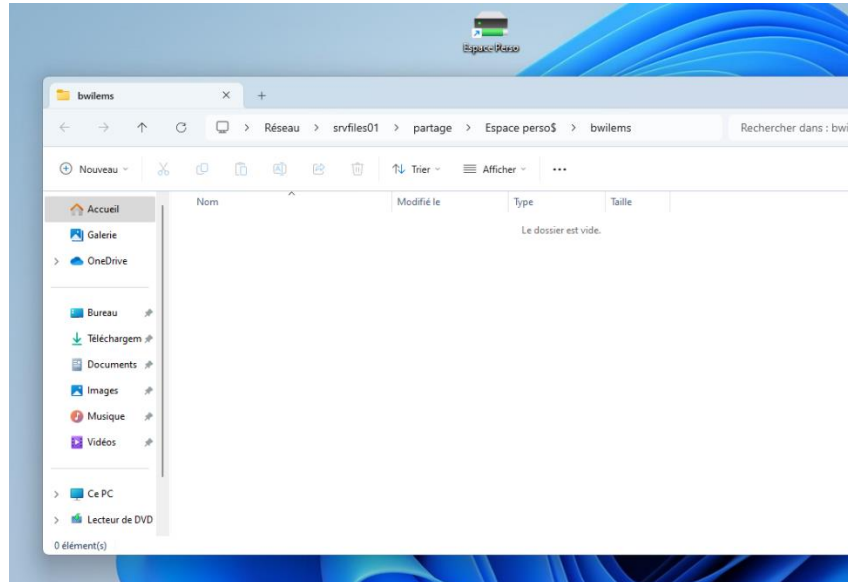 Espace Perso
bwilems
Réseau > srvfiles01 > partage > Espace perso$ > bwilems
Rechercher dans : bwi
Nouveau
Trier
Afficher
Nom Modifié le Type Taille
Le dossier est vide.
Accueil
Galerie
OneDrive
Bureau
Téléchargem
Documents
Images
Musique
Vidéos
Ce PC
Lecteur de DVD
0 élément(s)